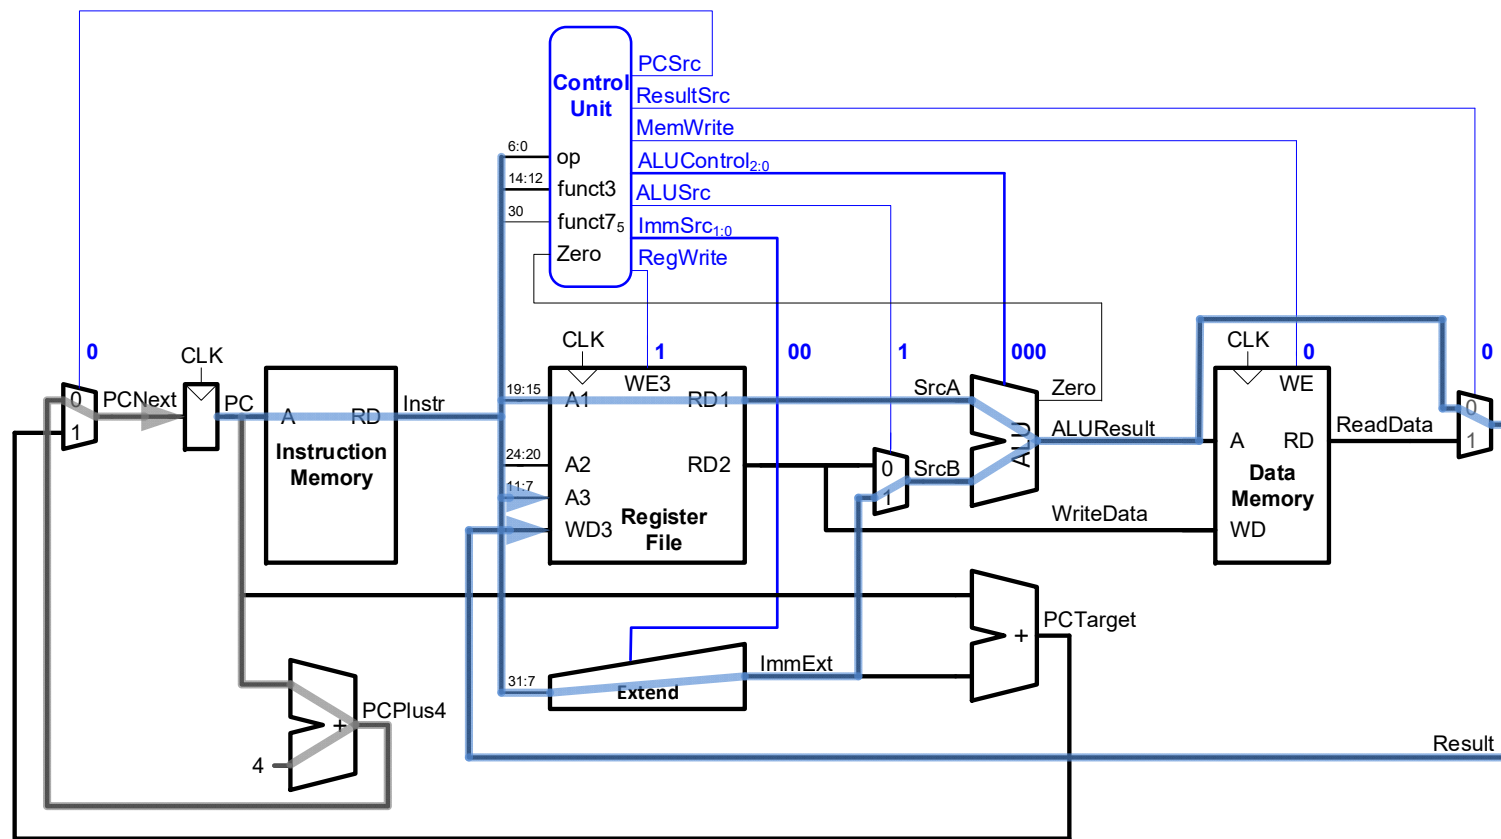 PCSrc
Control
Unit
ResultSrc
MemWrite
6:0
op
ALUControl2:0
14:12
funct3
ALUSrc
30
funct75
ImmSrc1:0
Zero
RegWrite
0
CLK
CLK
1
00
1
000
CLK
0
0
0
PCNext
PC
A
RD
Instr
19:15
A1
WE3
RD1
SrcA
Zero
WE
0
1
Instruction
Memory
24:20
A2
RD2
0
SrcB
ALU
ALUResult
A
RD
ReadData
1
11:7
A3
1
Data
Memory
WD3
Register
File
WriteData
WD
PCTarget
+
ImmExt
31:7
Extend
PCPlus4
+
4
Result